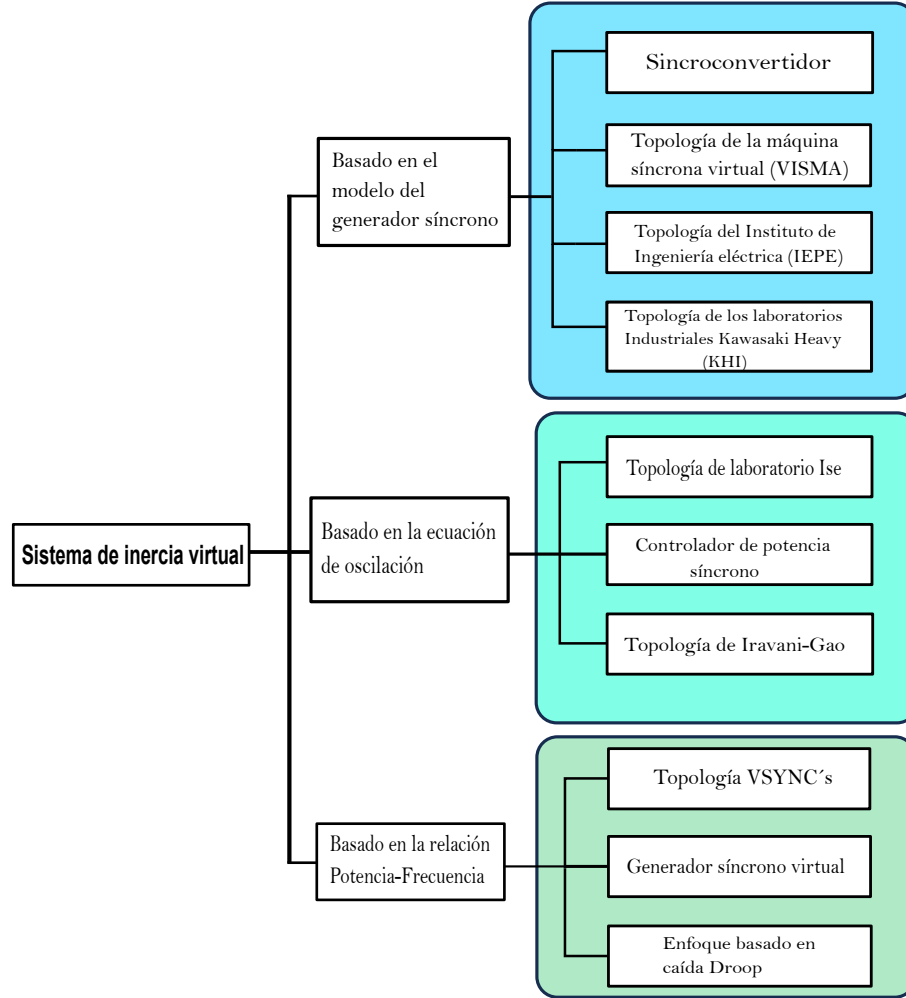 Sincroconvertidor
Basado en el
modelo del
generador síncrono
Topología de la máquina
síncrona virtual (VISMA)
Topología del Instituto de
Ingeniería eléctrica (IEPE)
Topología de los laboratorios
Industriales Kawasaki Heavy
(KHI)
Sistema de inercia virtual
Basado en la ecuación
de oscilación
Topología de laboratorio Ise
Controlador de potencia
síncrono
Topología de Iravani-Gao
Basado en la relación
Potencia-Frecuencia
Topología VSYNC´s
Generador síncrono virtual
Enfoque basado en
caída Droop